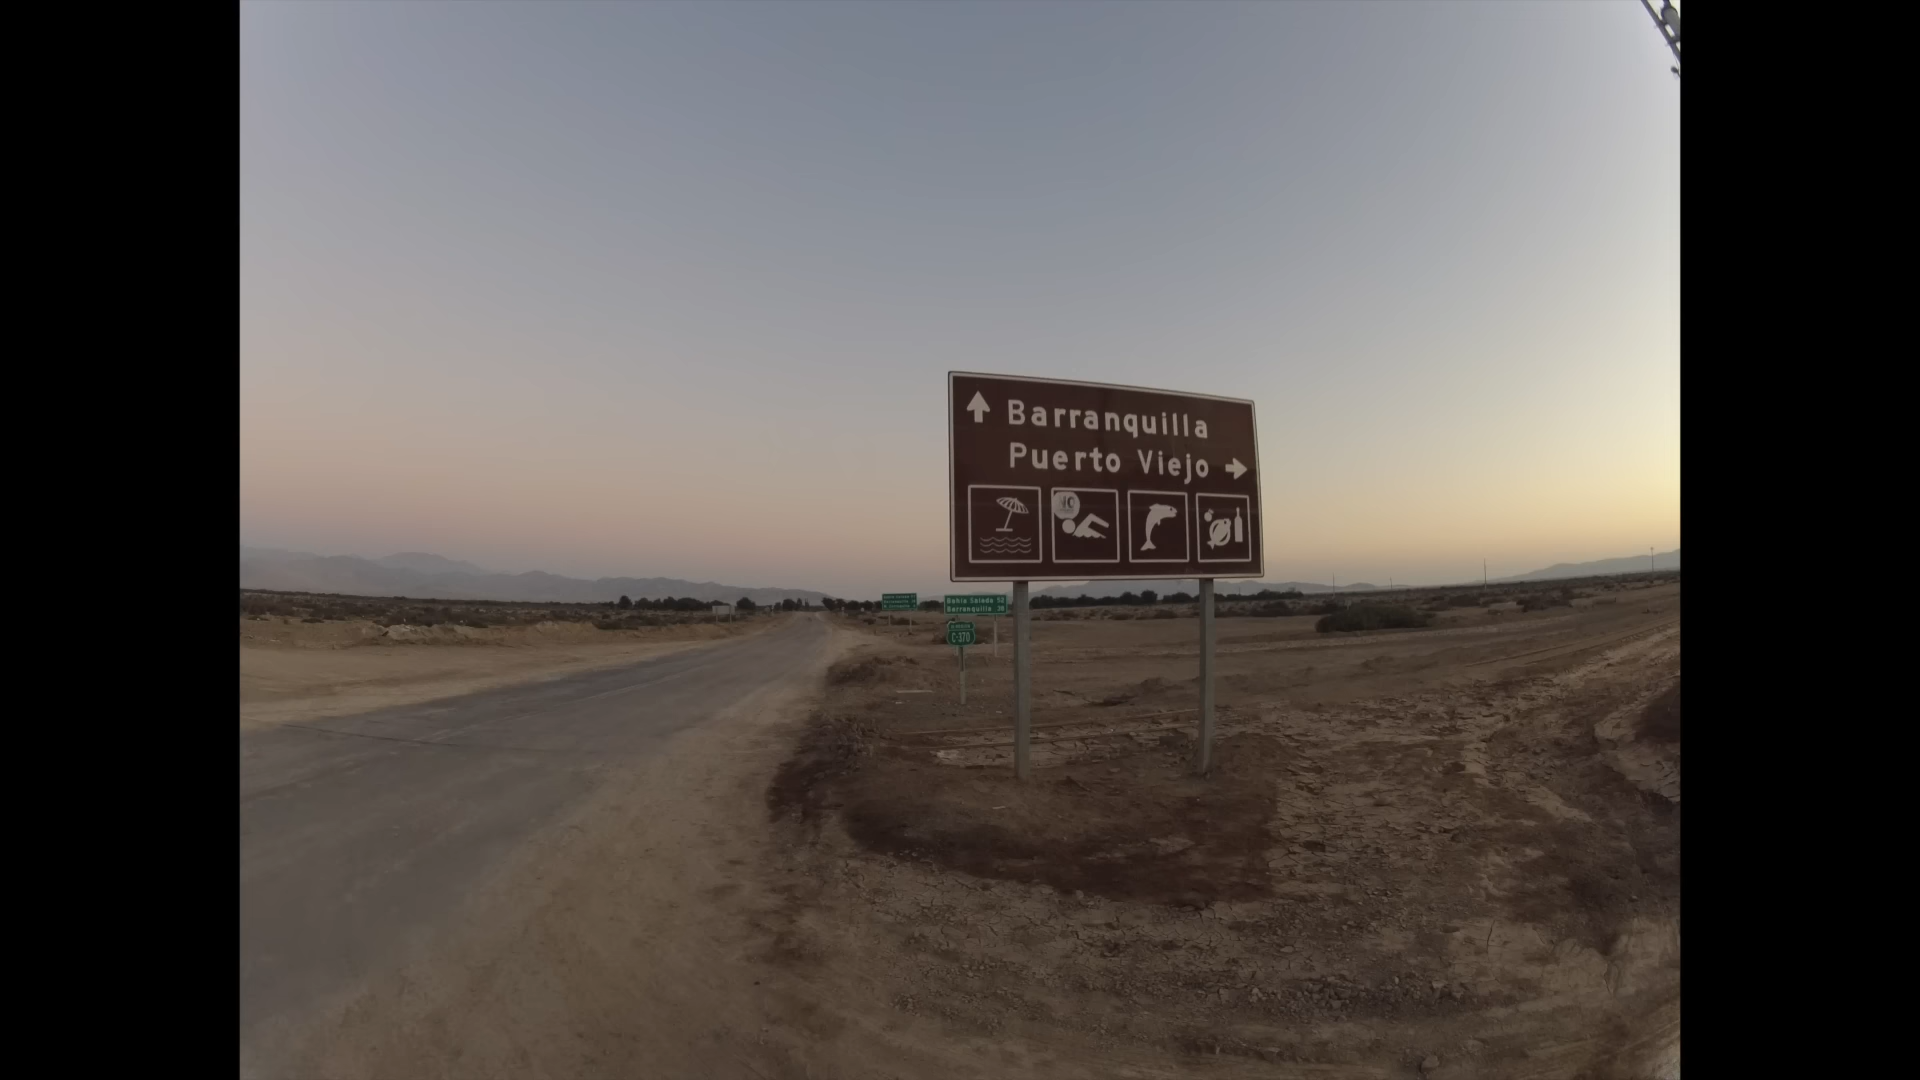 Barranquilla
Puerto Viejo
Bahía Salado 52
Barranquilla 38
C-370